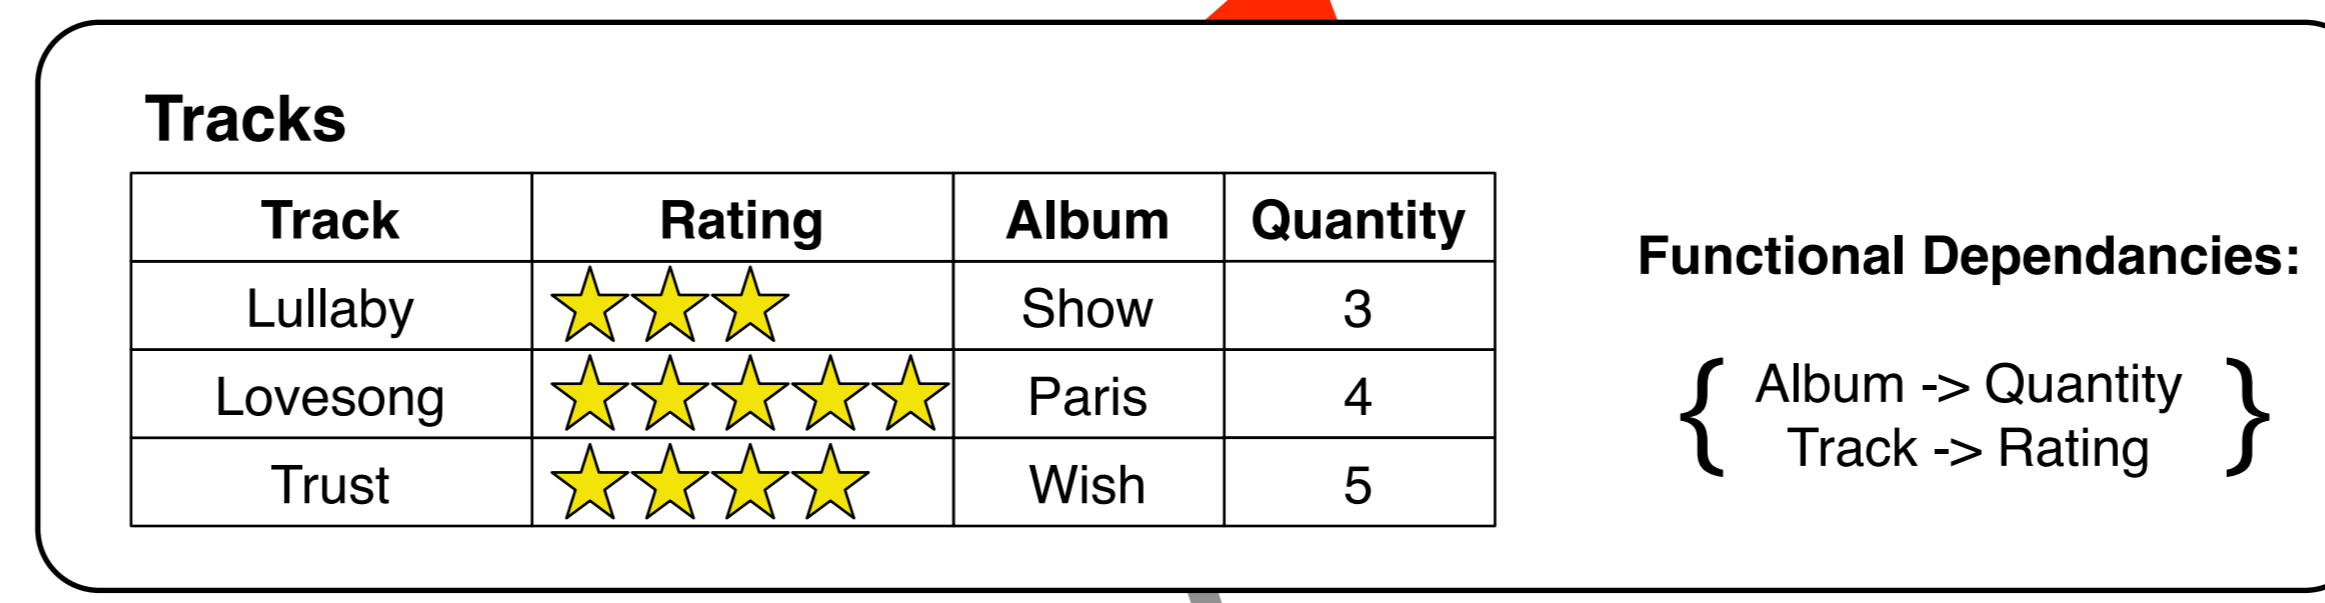 Tracks
Track Rating Album Quantity
Lullaby Show 3
Lovesong Paris 4
Trust Wish 5
Functional Dependancies:
{ Album -> Quantity
Track -> Rating }